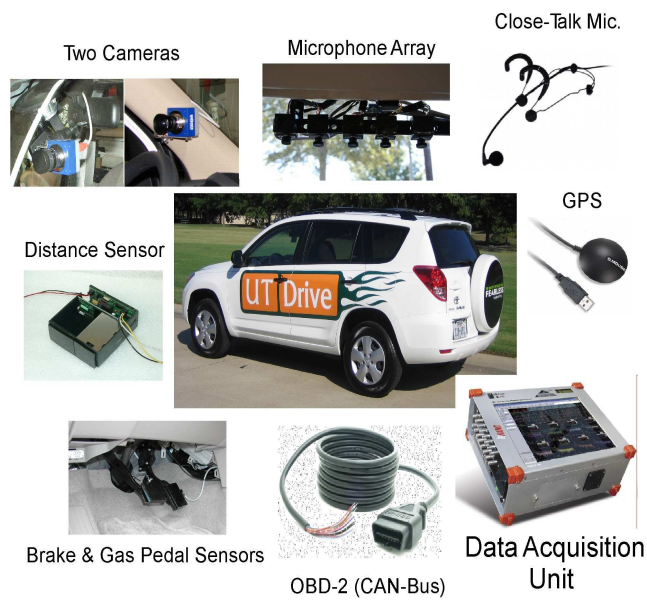 Close-Talk Mic.
Two Cameras
Microphone Array
GPS
Distance Sensor
UT Drive
FEARLESS
Brake & Gas Pedal Sensors
OBD-2 (CAN-Bus)
Data Acquisition
Unit